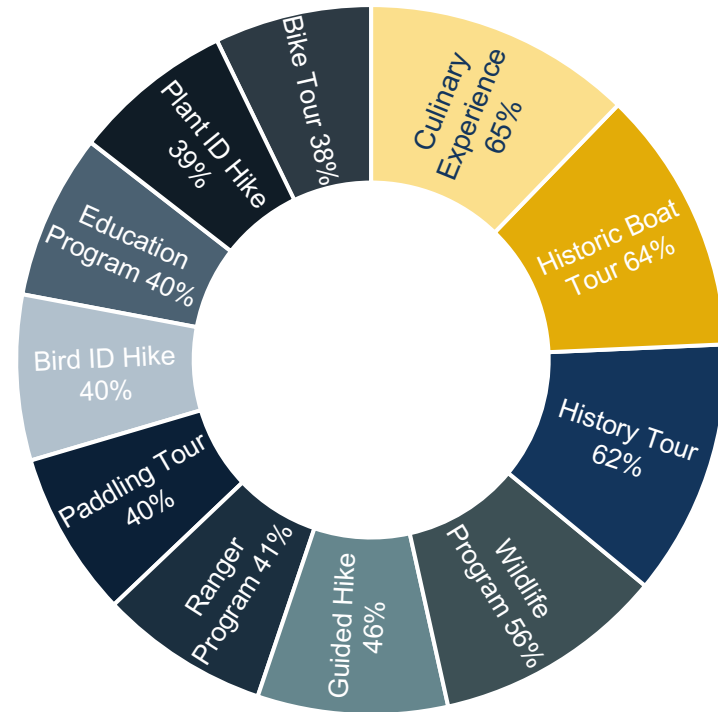 Culinary
Experience
65%
Historic Boat
Tour 64%
History Tour
62%
Wildlife
Program 56%
Guided Hike
46%
Ranger
Program 41%
Paddling Tour
40%
Bird ID Hike
40%
Education
Program 40%
Plant ID Hike
39%
Bike Tour 38%